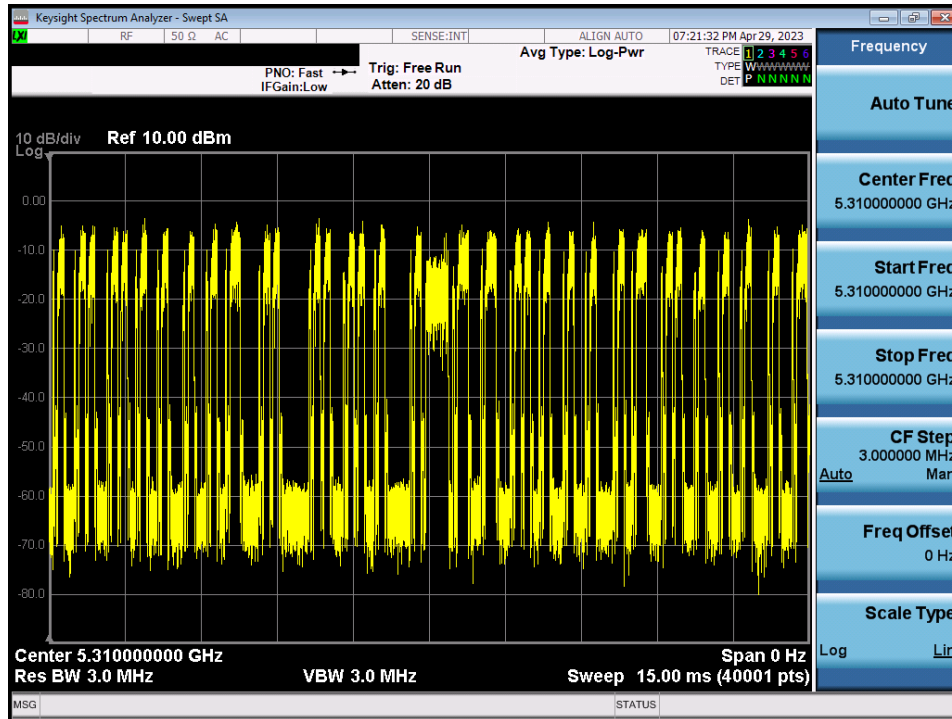 Keysight Spectrum Analyzer - Swept SA
LXI RF 50 Ω AC SENSE:INT ALIGN AUTO 07:21:32 PM Apr 29, 2023
PNO: Fast
IFGain:Low
Trig: Free Run
Atten: 20 dB
Avg Type: Log-Pwr
TRACE 1 2 3 4 5 6
TYPE W W W W W W
DET P N N N N N
10 dB/div
Log
Ref 10.00 dBm
0.00
-10.0
-20.0
-30.0
-40.0
-50.0
-60.0
-70.0
-80.0
Center 5.310000000 GHz
Span 0 Hz
Res BW 3.0 MHz
VBW 3.0 MHz
Sweep 15.00 ms (40001 pts)
MSG
STATUS
Frequency
Auto Tune
Center Freq
5.310000000 GHz
Start Freq
5.310000000 GHz
Stop Freq
5.310000000 GHz
CF Step
3.000000 MHz
Auto Man
Freq Offset
0 Hz
Scale Type
Log Lin